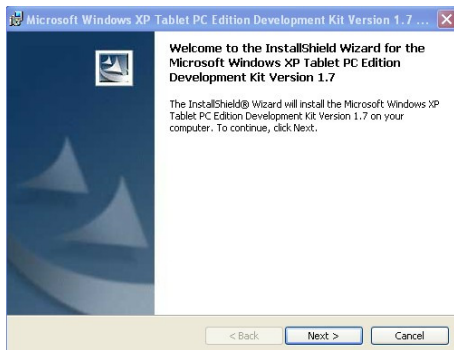 Microsoft Windows XP Tablet PC Edition Development Kit Version 1.7 ...
Welcome to the InstallShield Wizard for the
Microsoft Windows XP Tablet PC Edition
Development Kit Version 1.7
The InstallShield® Wizard will install the Microsoft Windows XP
Tablet PC Edition Development Kit Version 1.7 on your
computer. To continue, click Next.
< Back
Next >
Cancel